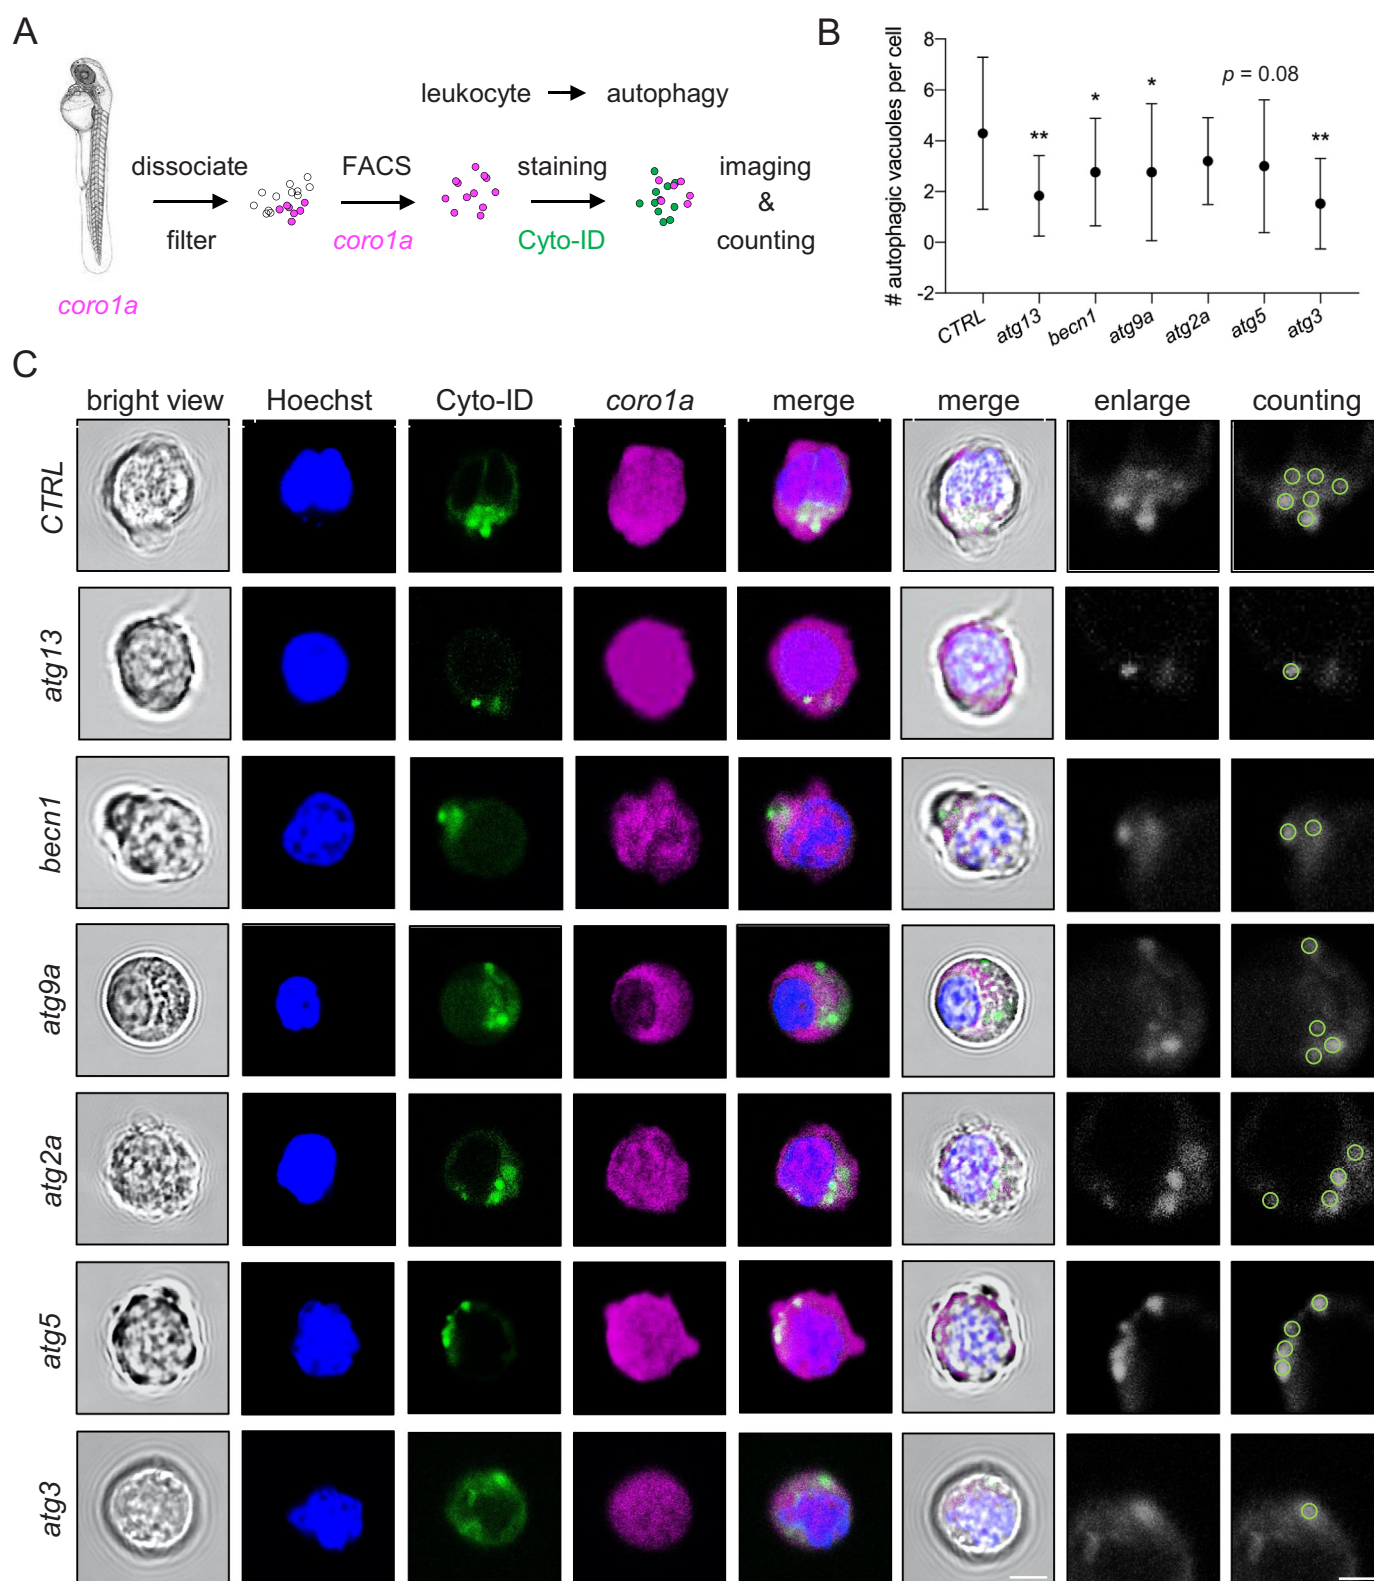 A
leukocyte → autophagy
dissociate
filter
FACS
coro1a
staining
Cyto-ID
imaging
&
counting
coro1a
B
# autophagic vacuoles per cell
8
6
4
2
0
-2
**
*
*
p = 0.08
**
CTRL
atg13
becn1
atg9a
atg2a
atg5
atg3
C
bright view Hoechst Cyto-ID coro1a merge merge enlarge counting
CTRL
atg13
becn1
atg9a
atg2a
atg5
atg3